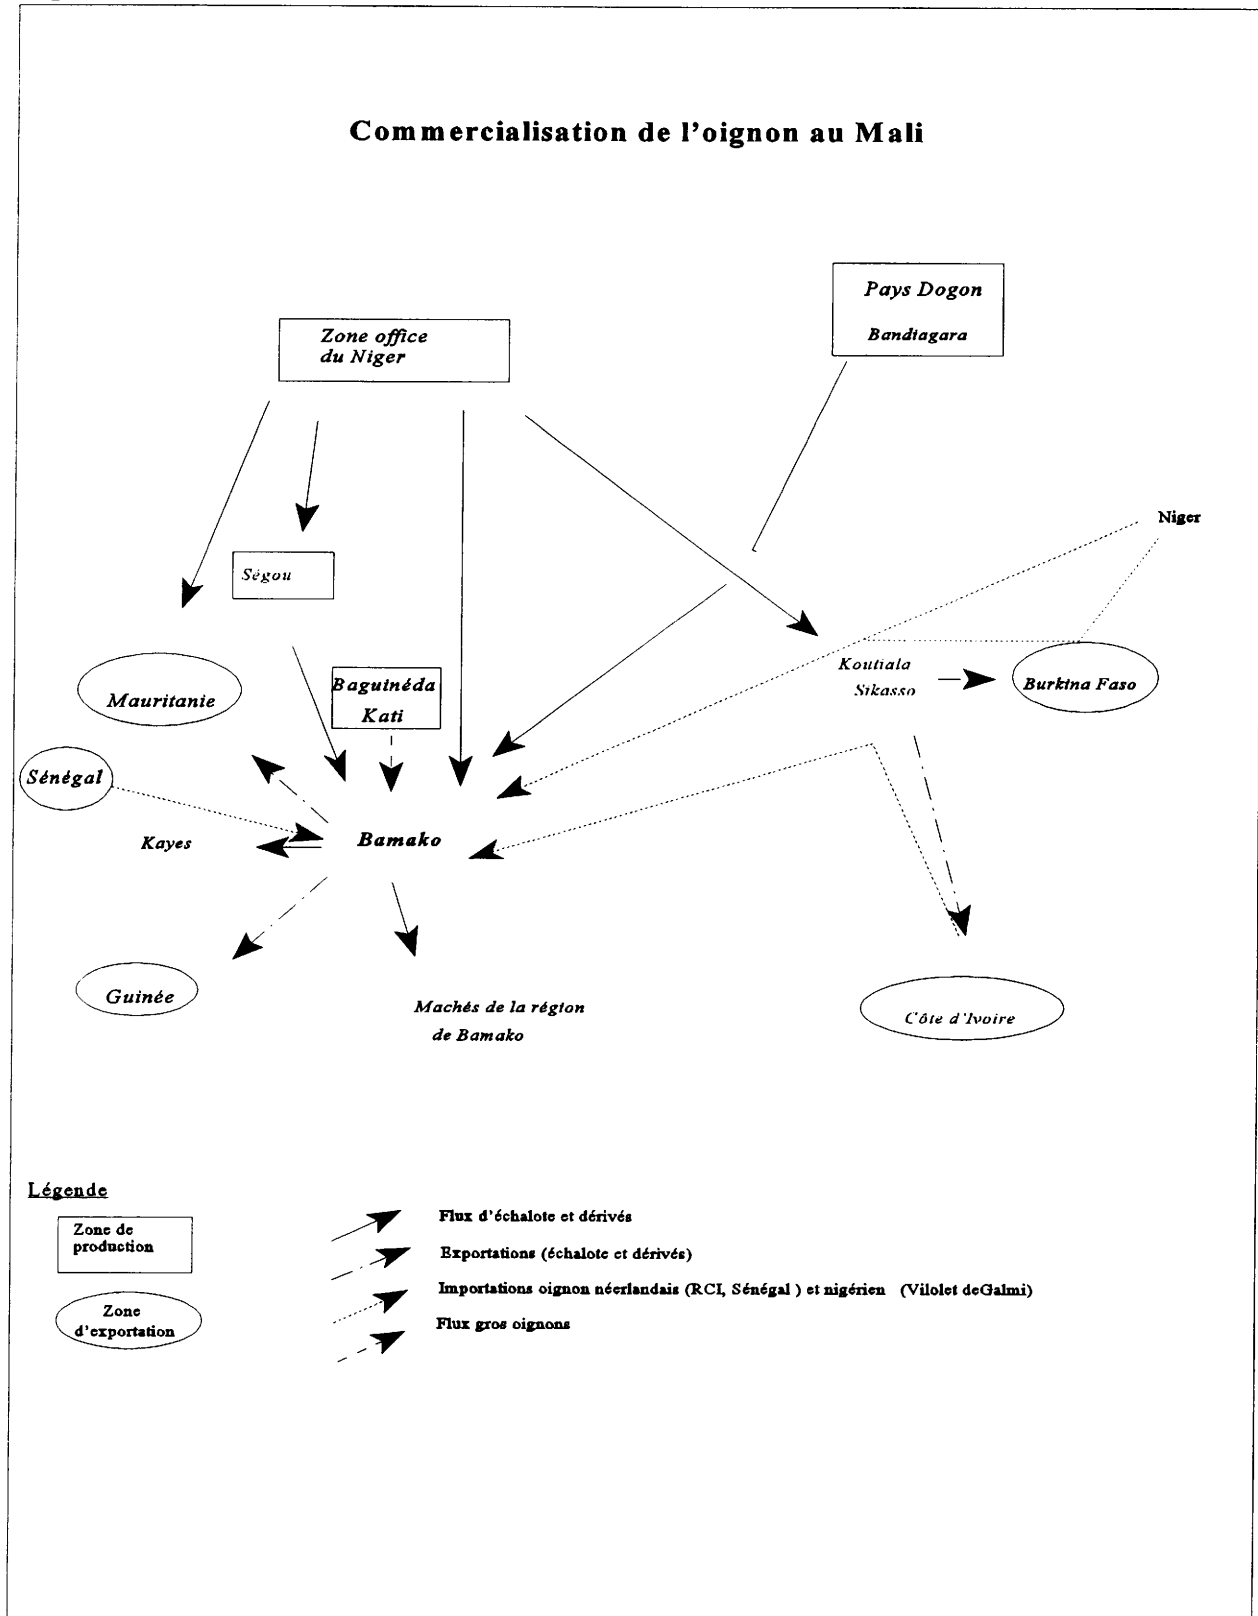 Commercialisation de l'oignon au Mali
Pays Dogon
Bandiagara
Zone office
du Niger
Niger
Ségou
Koutiala
Sikasso
Burkina Faso
Baguinéda
Kati
Mauritanie
Sénégal
Kayes
Bamako
Guinée
Machés de la région
de Bamako
Côte d'Ivoire
Légende
Zone de
production
Zone
d'exportation
Flux d'échalote et dérivés
Exportations (échalote et dérivés)
Importations oignon néerlandais (RCI, Sénégal ) et nigérien (Vilolet deGalmi)
Flux gros oignons